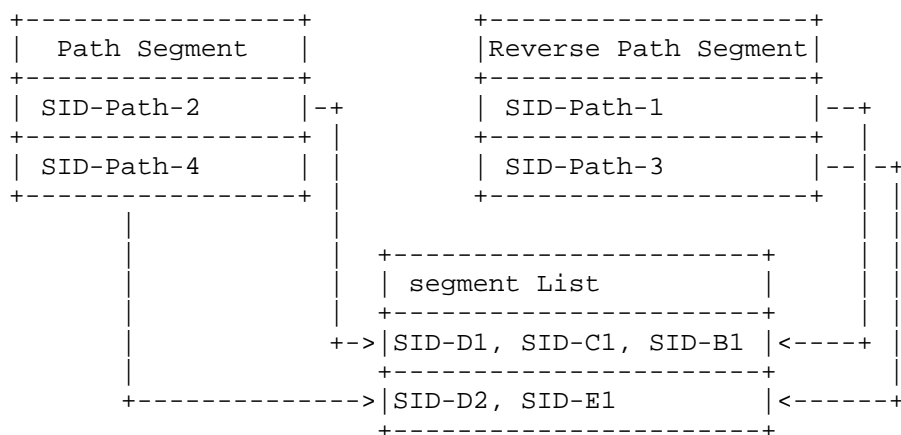 Path Segment Reverse Path Segment
SID-Path-2 SID-Path-1
SID-Path-4 SID-Path-3
segment List
SID-D1, SID-C1, SID-B1
SID-D2, SID-E1